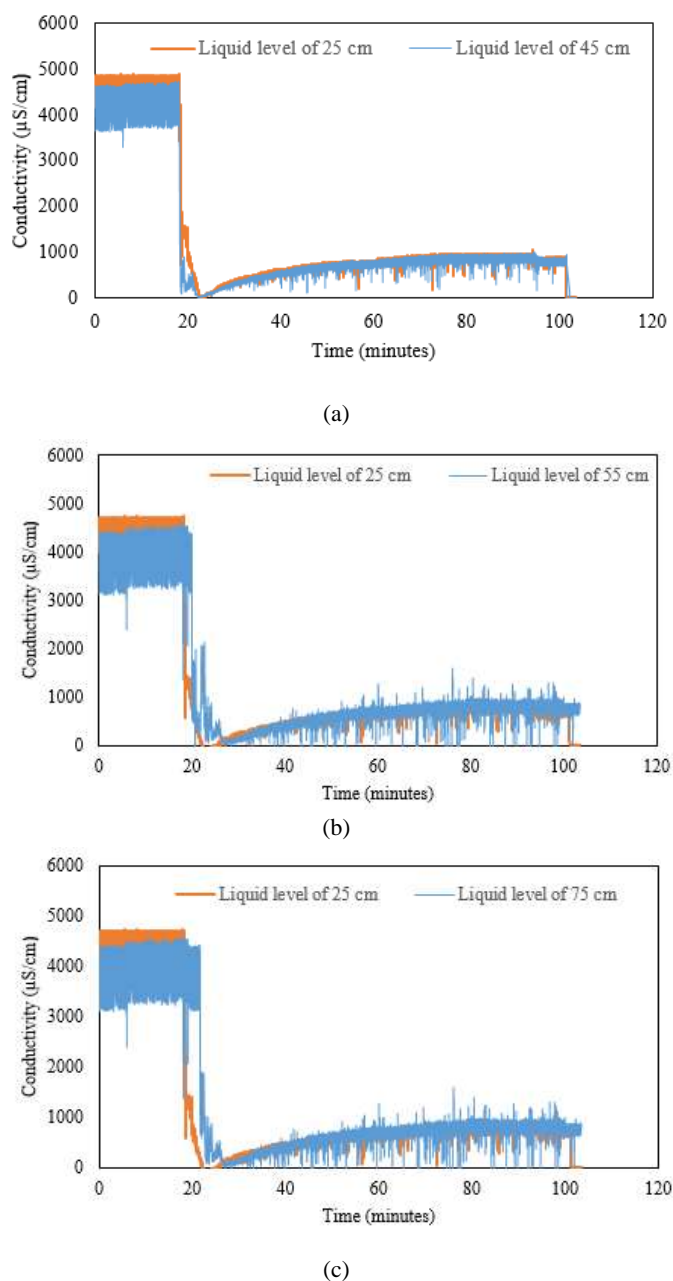 6000
Liquid level of 25 cm Liquid level of 45 cm
5000
4000
3000
2000
1000
0
Conductivity (µS/cm)
0 20 40 60 80 100 120
Time (minutes)
(a)
6000
Liquid level of 25 cm Liquid level of 55 cm
5000
4000
3000
2000
1000
0
Conductivity (µS/cm)
0 20 40 60 80 100 120
Time (minutes)
(b)
6000
Liquid level of 25 cm Liquid level of 75 cm
5000
4000
3000
2000
1000
0
Conductivity (µS/cm)
0 20 40 60 80 100 120
Time (minutes)
(c)